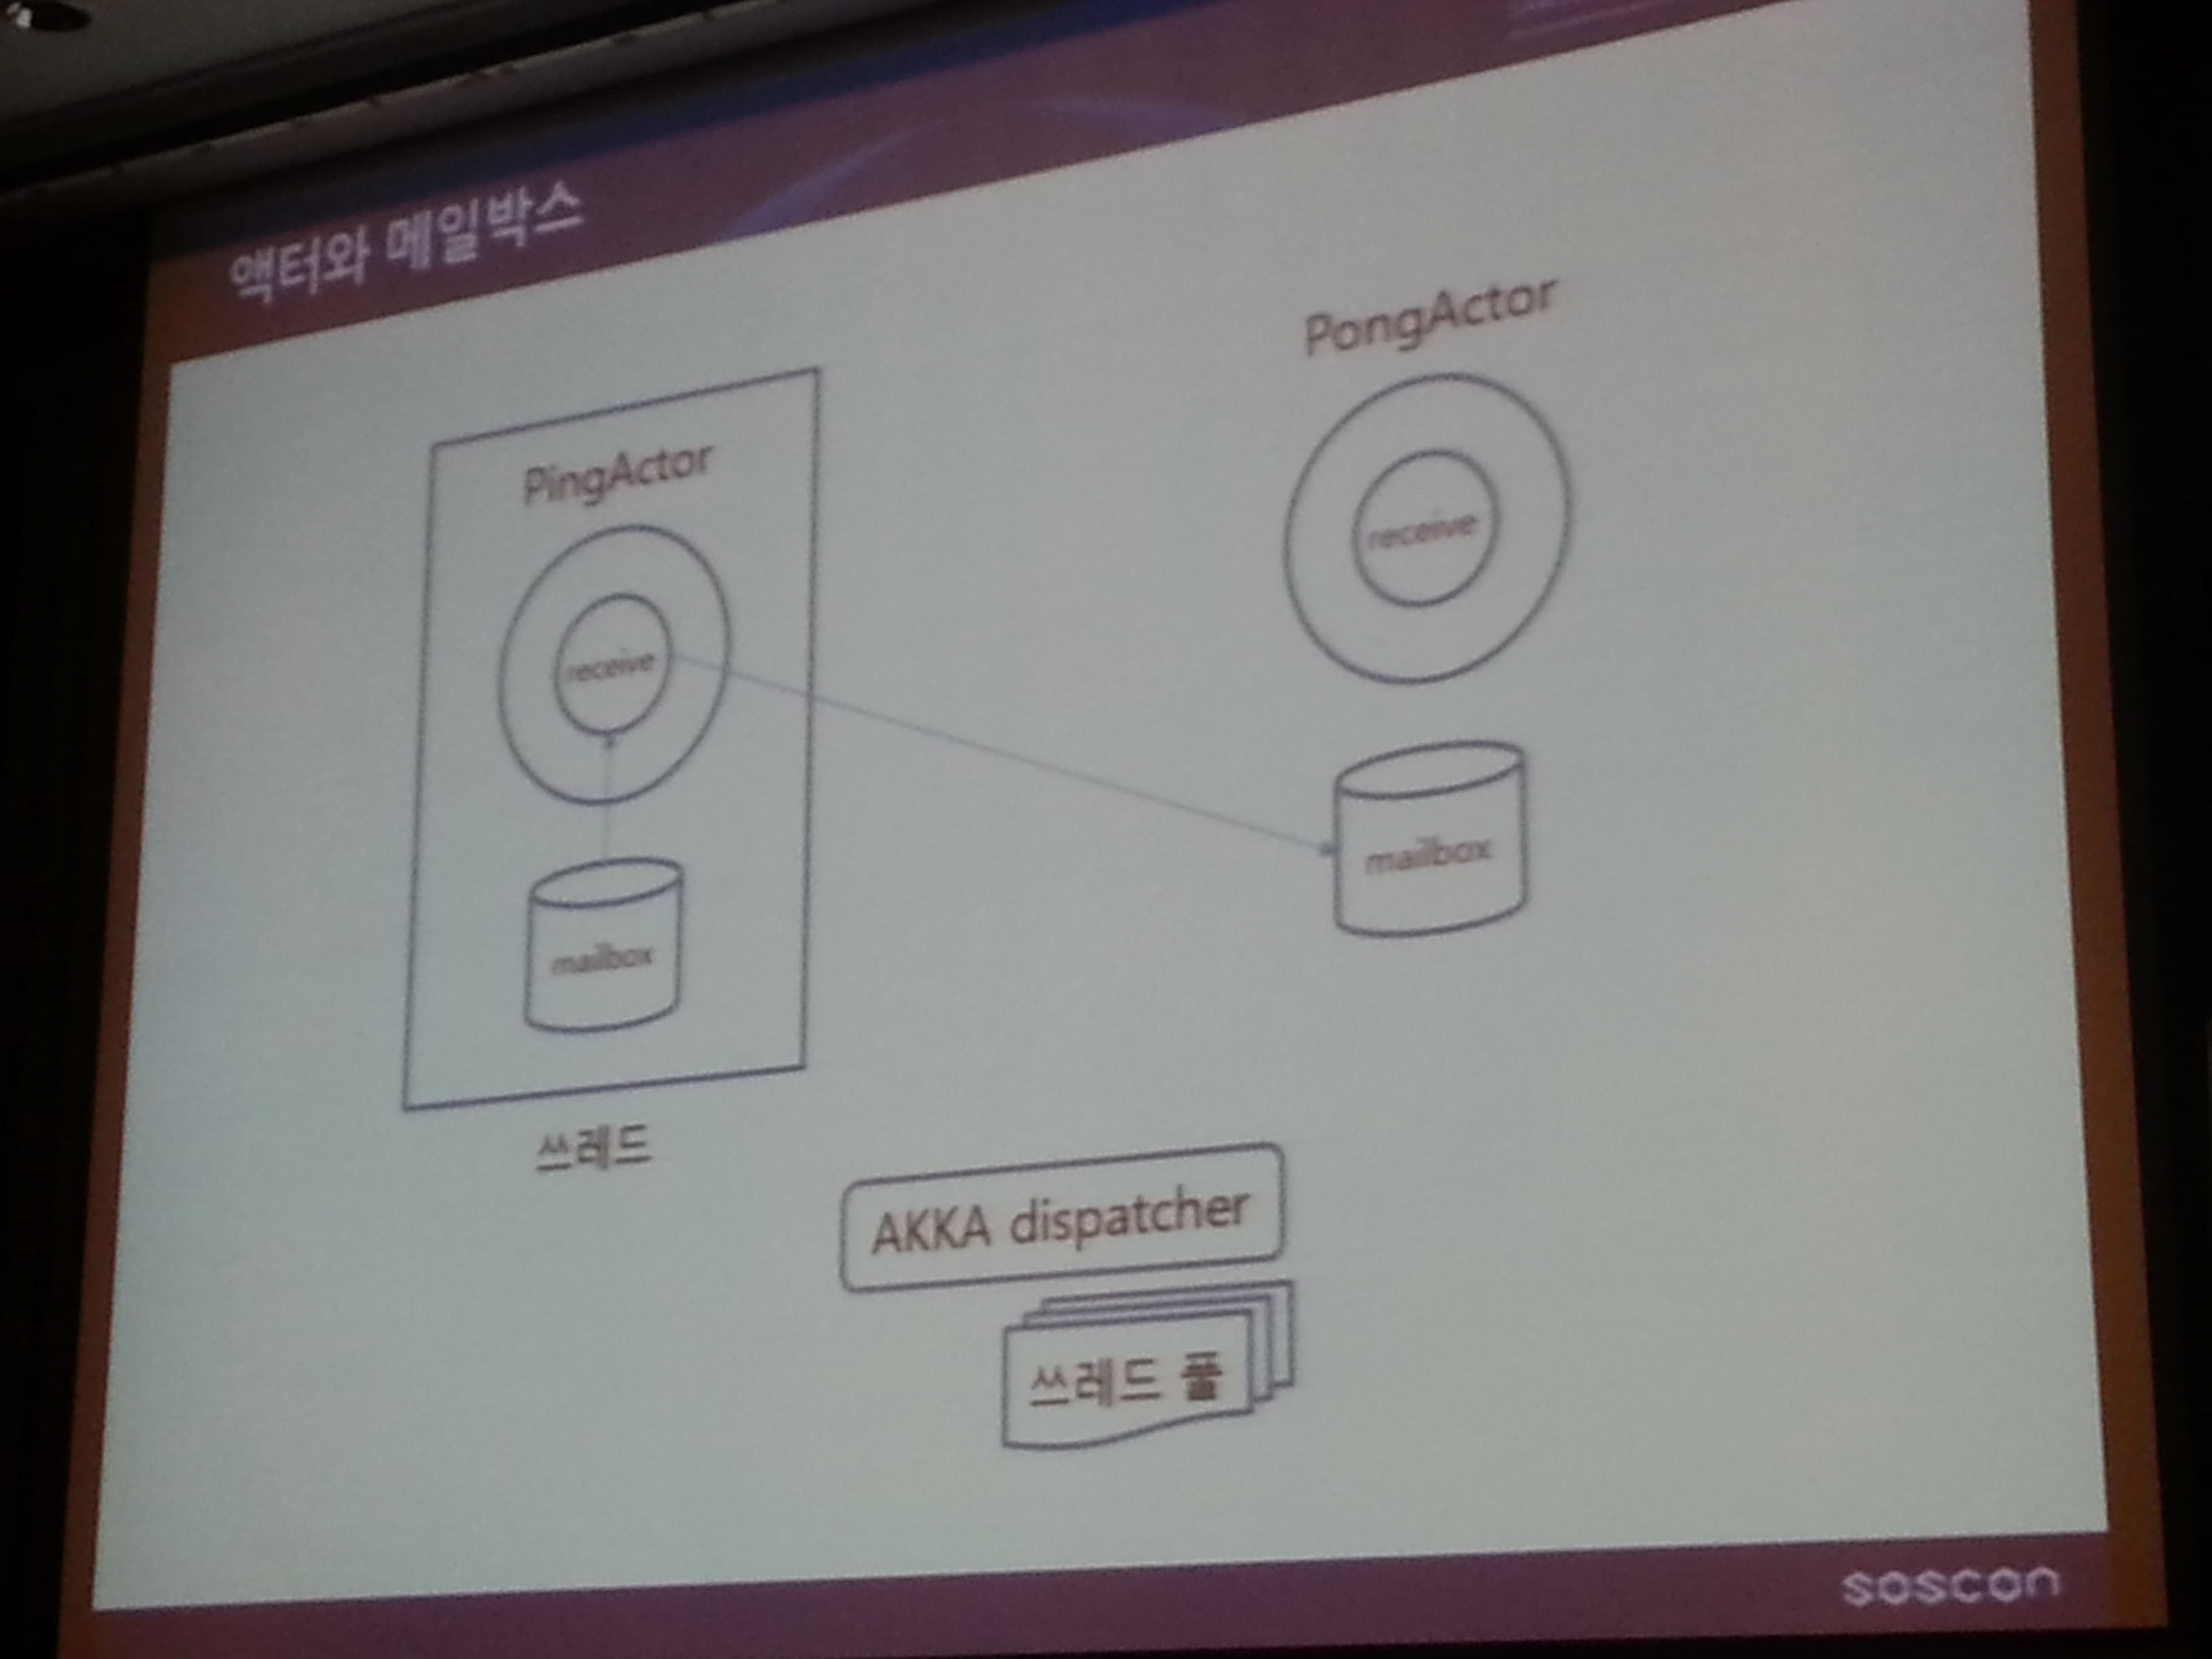 액터와 메일박스
PongActor
receive
mailbox
PingActor
receive
mailbox
쓰레드
AKKA dispatcher
쓰레드 풀
soscon